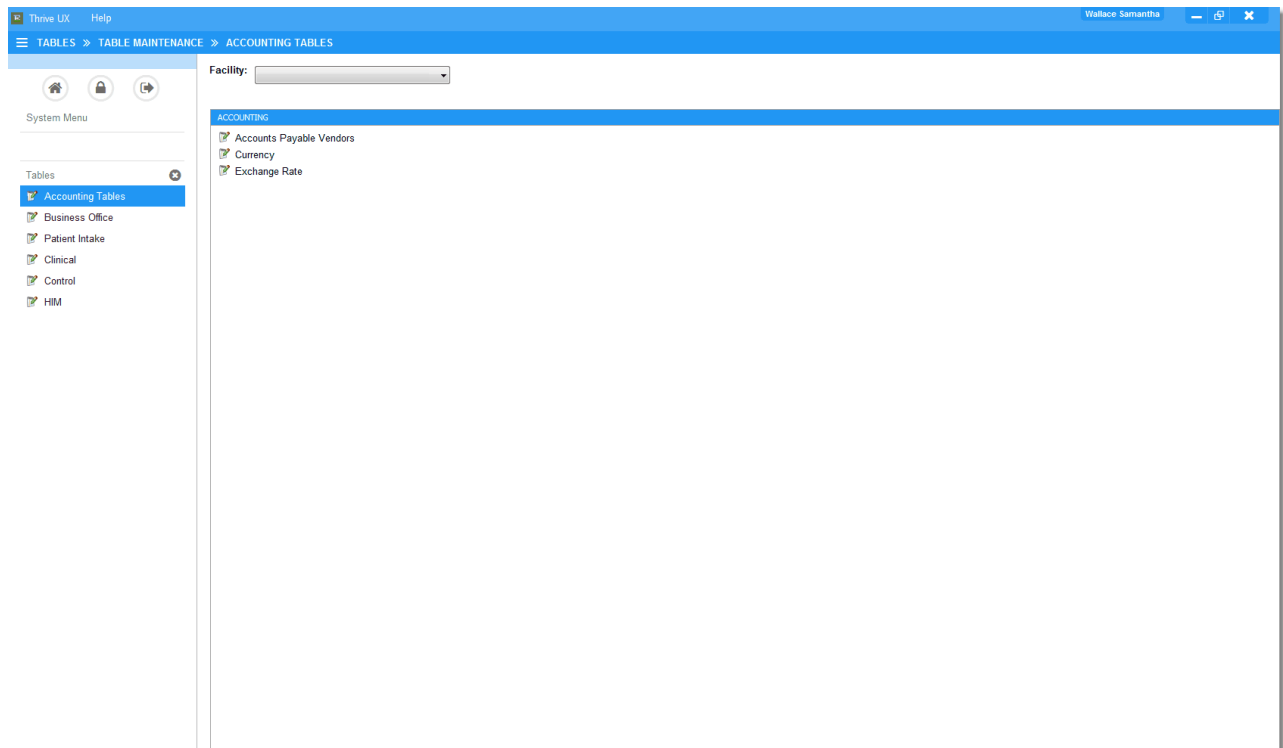 Thrive UX Help Wallace Samantha
TABLES » TABLE MAINTENANCE » ACCOUNTING TABLES
Facility:
System Menu
Tables
Accounting Tables
Business Office
Patient Intake
Clinical
Control
HIM
ACCOUNTING
Accounts Payable Vendors
Currency
Exchange Rate